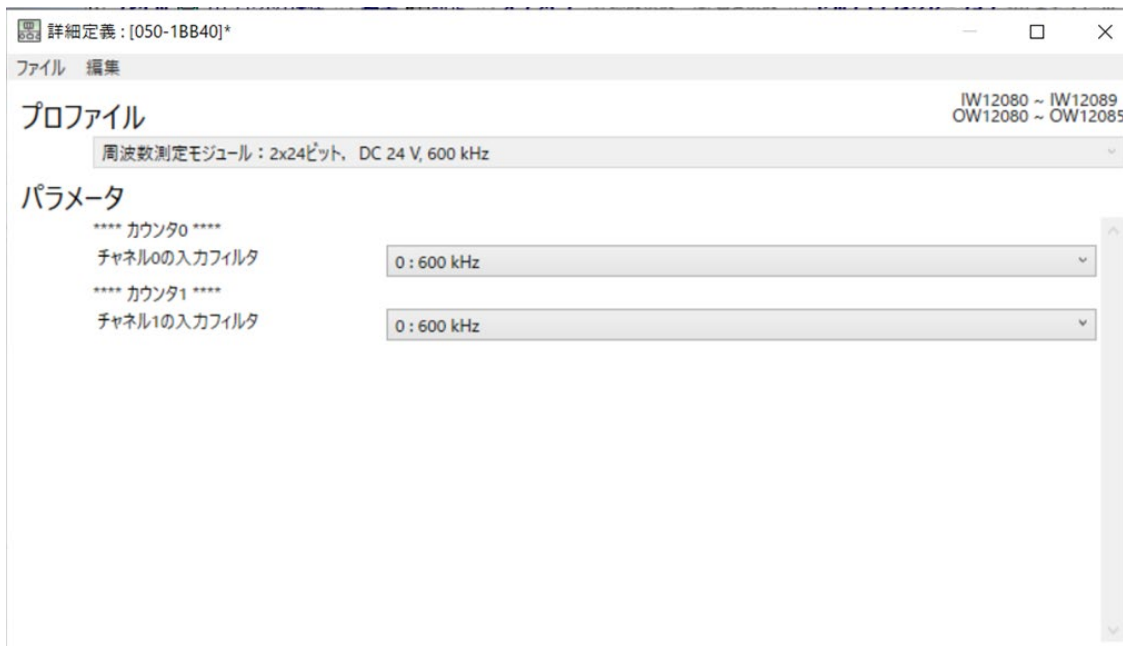 詳細定義 : [050-1BB40]*
ファイル 編集
プロファイル
IW12080 ~ IW12089
OW12080 ~ OW12085
周波数測定モジュール：2x24ビット, DC 24 V, 600 kHz
パラメータ
**** カウンタ0 ****
チャネル0の入力フィルタ
0 : 600 kHz
**** カウンタ1 ****
チャネル1の入力フィルタ
0 : 600 kHz